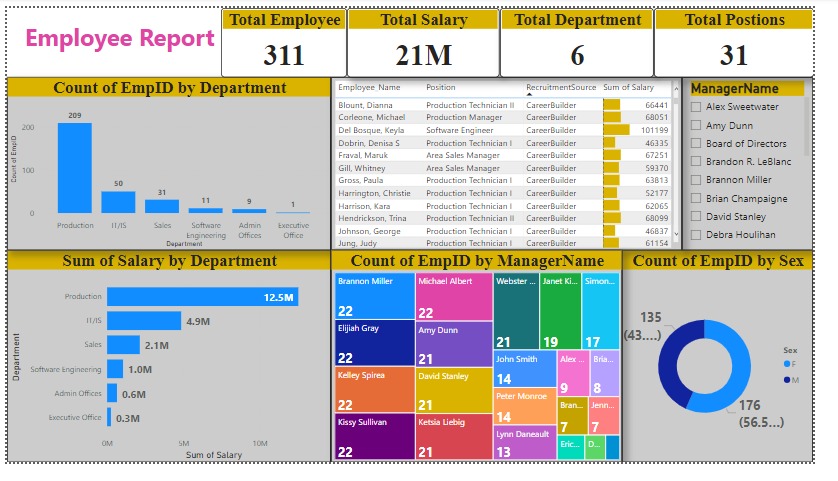 Employee Report
Total Employee
311
Total Salary
21M
Total Department
6
Total Postions
31
Count of EmpID by Department
Count of EmpID
200
100
0
209
50
31
11
9
1
Production
IT/IS
Sales
Software Engineering
Admin Offices
Executive Office
Department
Employee_Name Position RecruitmentSource Sum of Salary
Blount, Dianna Production Technician II CareerBuilder 66441
Corleone, Michael Production Manager CareerBuilder 68051
Del Bosque, Keyla Software Engineer CareerBuilder 101199
Dobrin, Denisa S Production Technician I CareerBuilder 46335
Fraval, Maruk Area Sales Manager CareerBuilder 67251
Gill, Whitney Area Sales Manager CareerBuilder 59370
Gross, Paula Production Technician I CareerBuilder 63813
Harrington, Christie Production Technician I CareerBuilder 52177
Harrison, Kara Production Technician I CareerBuilder 62065
Hendrickson, Trina Production Technician II CareerBuilder 68099
Johnson, George Production Technician I CareerBuilder 46837
Jung, Judy Production Technician I CareerBuilder 61154
ManagerName
Alex Sweetwater
Amy Dunn
Board of Directors
Brandon R. LeBlanc
Brannon Miller
Brian Champaigne
David Stanley
Debra Houlihan
Sum of Salary by Department
Department
Production 12.5M
IT/IS 4.9M
Sales 2.1M
Software Engineering 1.0M
Admin Offices 0.6M
Executive Office 0.3M
0M 5M 10M
Sum of Salary
Count of EmpID by ManagerName
Brannon Miller
22
Elijiah Gray
22
Kelley Spirea
22
Kissy Sullivan
22
Michael Albert
22
Amy Dunn
21
David Stanley
21
Ketsia Liebig
21
Webster ...
21
Janet Ki...
19
Simon...
17
John Smith
14
Peter Monroe
14
Lynn Daneault
13
Alex ...
9
Bria...
8
Bran...
7
Jenn...
7
Eric...
D...
Count of EmpID by Sex
135
(43....)
176
(56.5...)
Sex
F
M